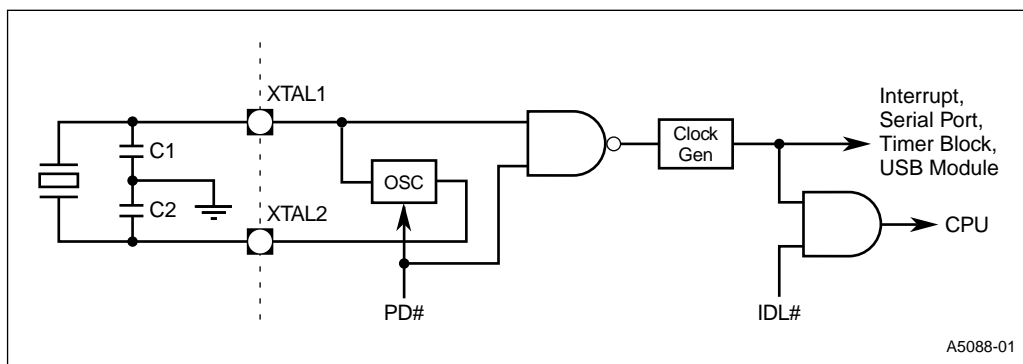 XTAL1
C1
C2
XTAL2
OSC
PD#
Clock
Gen
Interrupt,
Serial Port,
Timer Block,
USB Module
CPU
IDL#
A5088-01